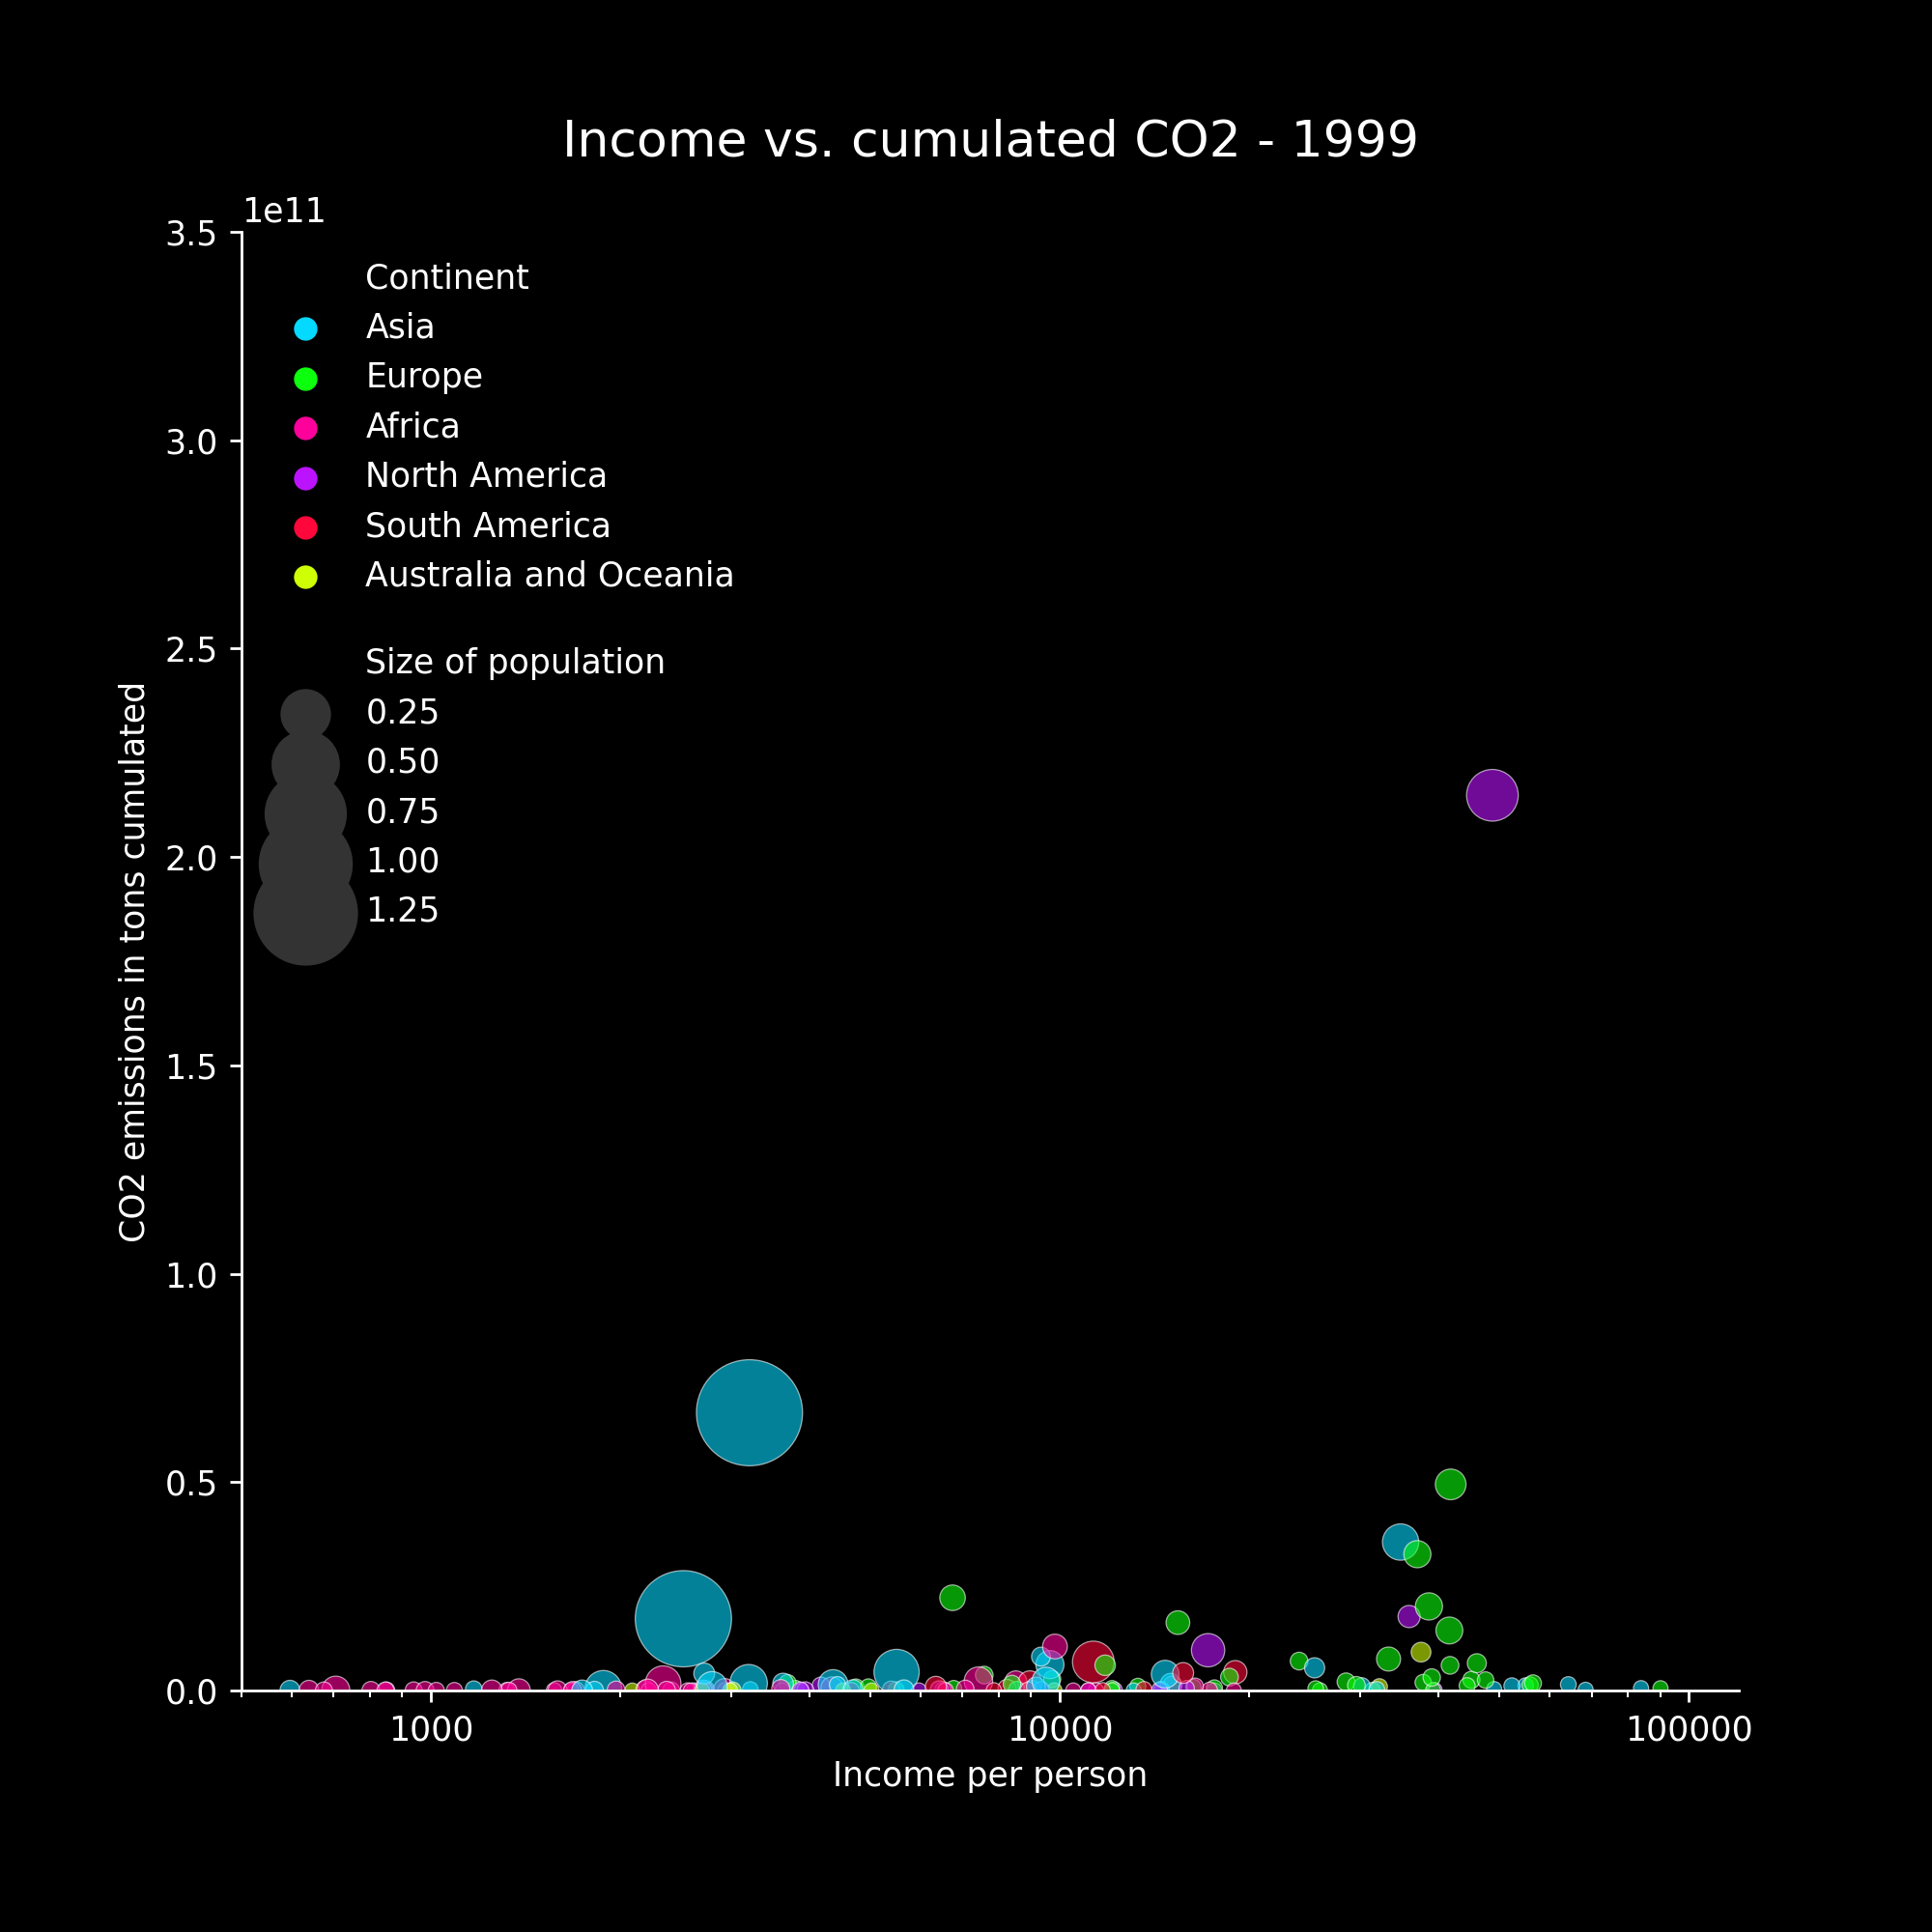 Income vs. cumulated CO2 - 1999
1e11
3.5
3.0
2.5
2.0
1.5
1.0
0.5
0.0
CO2 emissions in tons cumulated
Continent
Asia
Europe
Africa
North America
South America
Australia and Oceania
Size of population
0.25
0.50
0.75
1.00
1.25
1000
10000
100000
Income per person